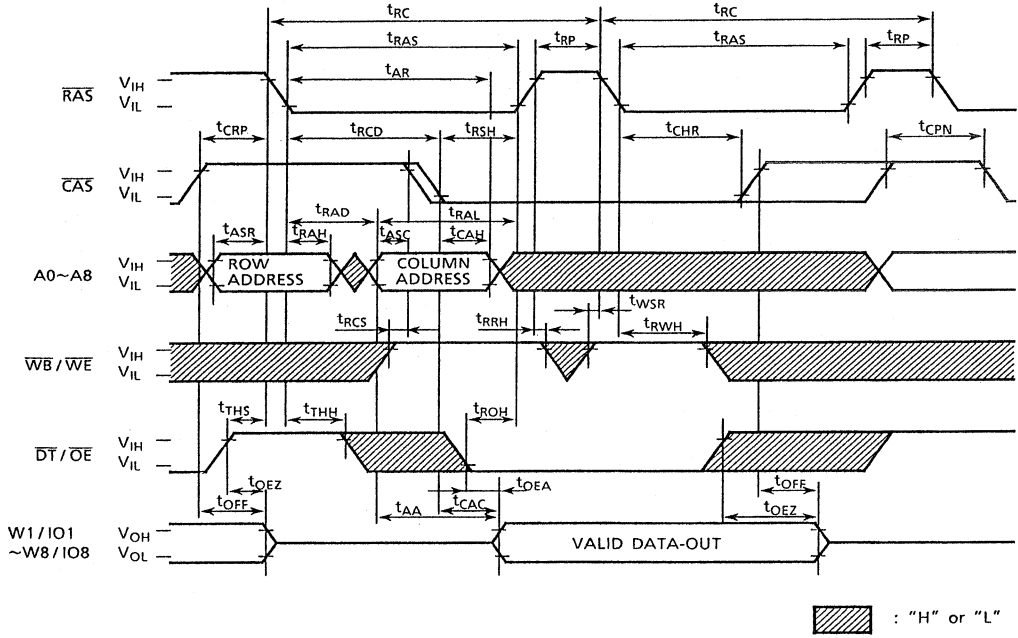 tRC tRC
tRAS tRP tRAS tRP
tAR
RAS VIH
VIL
tCRP tRCD tRSH tCHR tCPN
CAS VIH
VIL
tRAD tRAL
tASR tRAH tASC tCAH
A0~A8 VIH
VIL
ROW ADDRESS
COLUMN ADDRESS
tWSR
tRCS tRRH tRWH
WB / WE VIH
VIL
tTHS tTHH tROH
DT / OE VIH
VIL
tOEZ tOEA tOFF
tOFF tAA tCAC tOEZ
W1 / IO1
~W8 / IO8
VOH
VOL
VALID DATA-OUT
: "H" or "L"